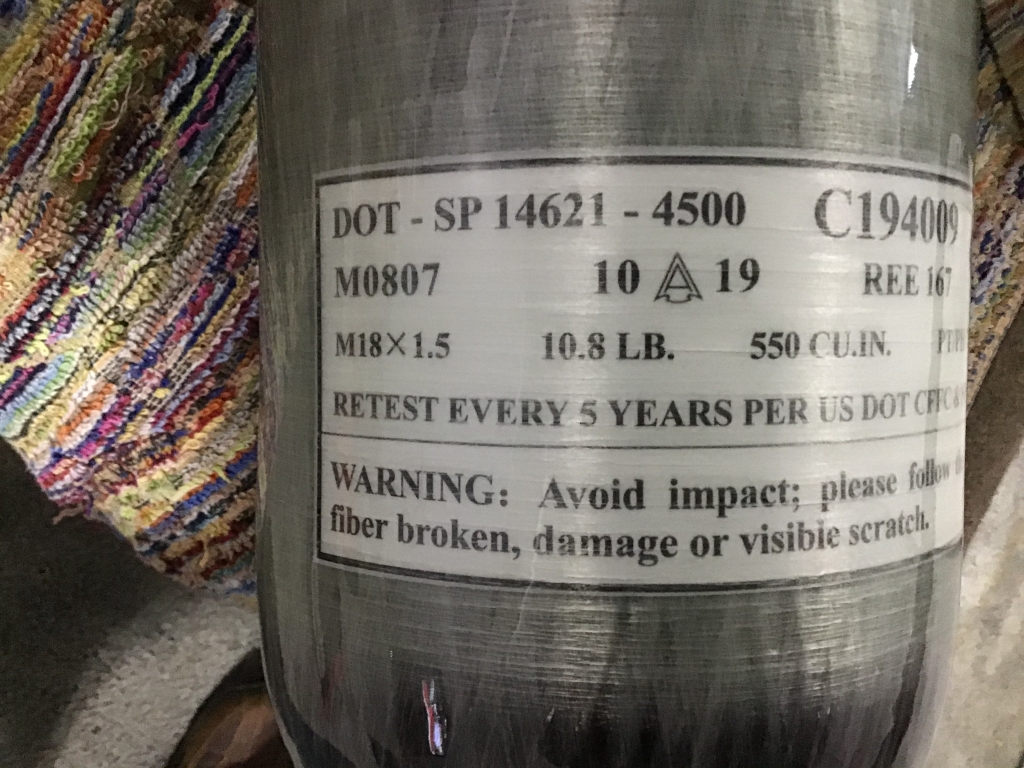 DOT - SP 14621 - 4500 C194009
M0807 10 19 REE 167
M18×1.5 10.8 LB. 550 CU.IN.
RETEST EVERY 5 YEARS PER US DOT
WARNING: Avoid impact; please follow
fiber broken, damage or visible scratch.